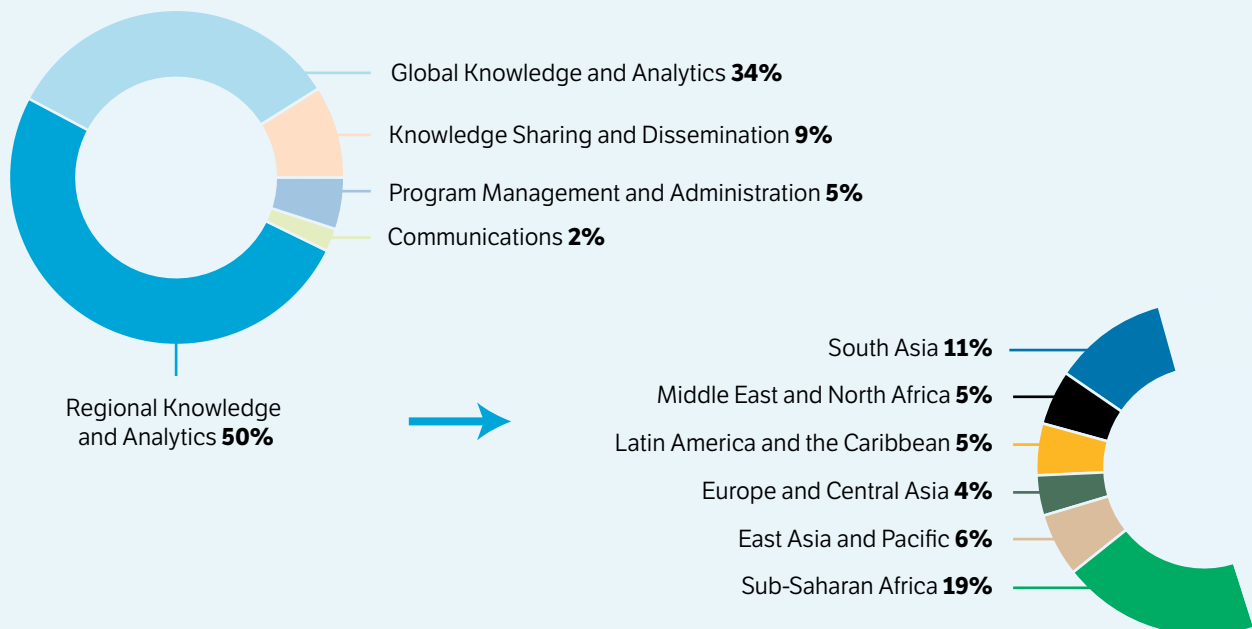 Global Knowledge and Analytics 34%
Knowledge Sharing and Dissemination 9%
Program Management and Administration 5%
Communications 2%
Regional Knowledge
and Analytics 50%
South Asia 11%
Middle East and North Africa 5%
Latin America and the Caribbean 5%
Europe and Central Asia 4%
East Asia and Pacific 6%
Sub-Saharan Africa 19%